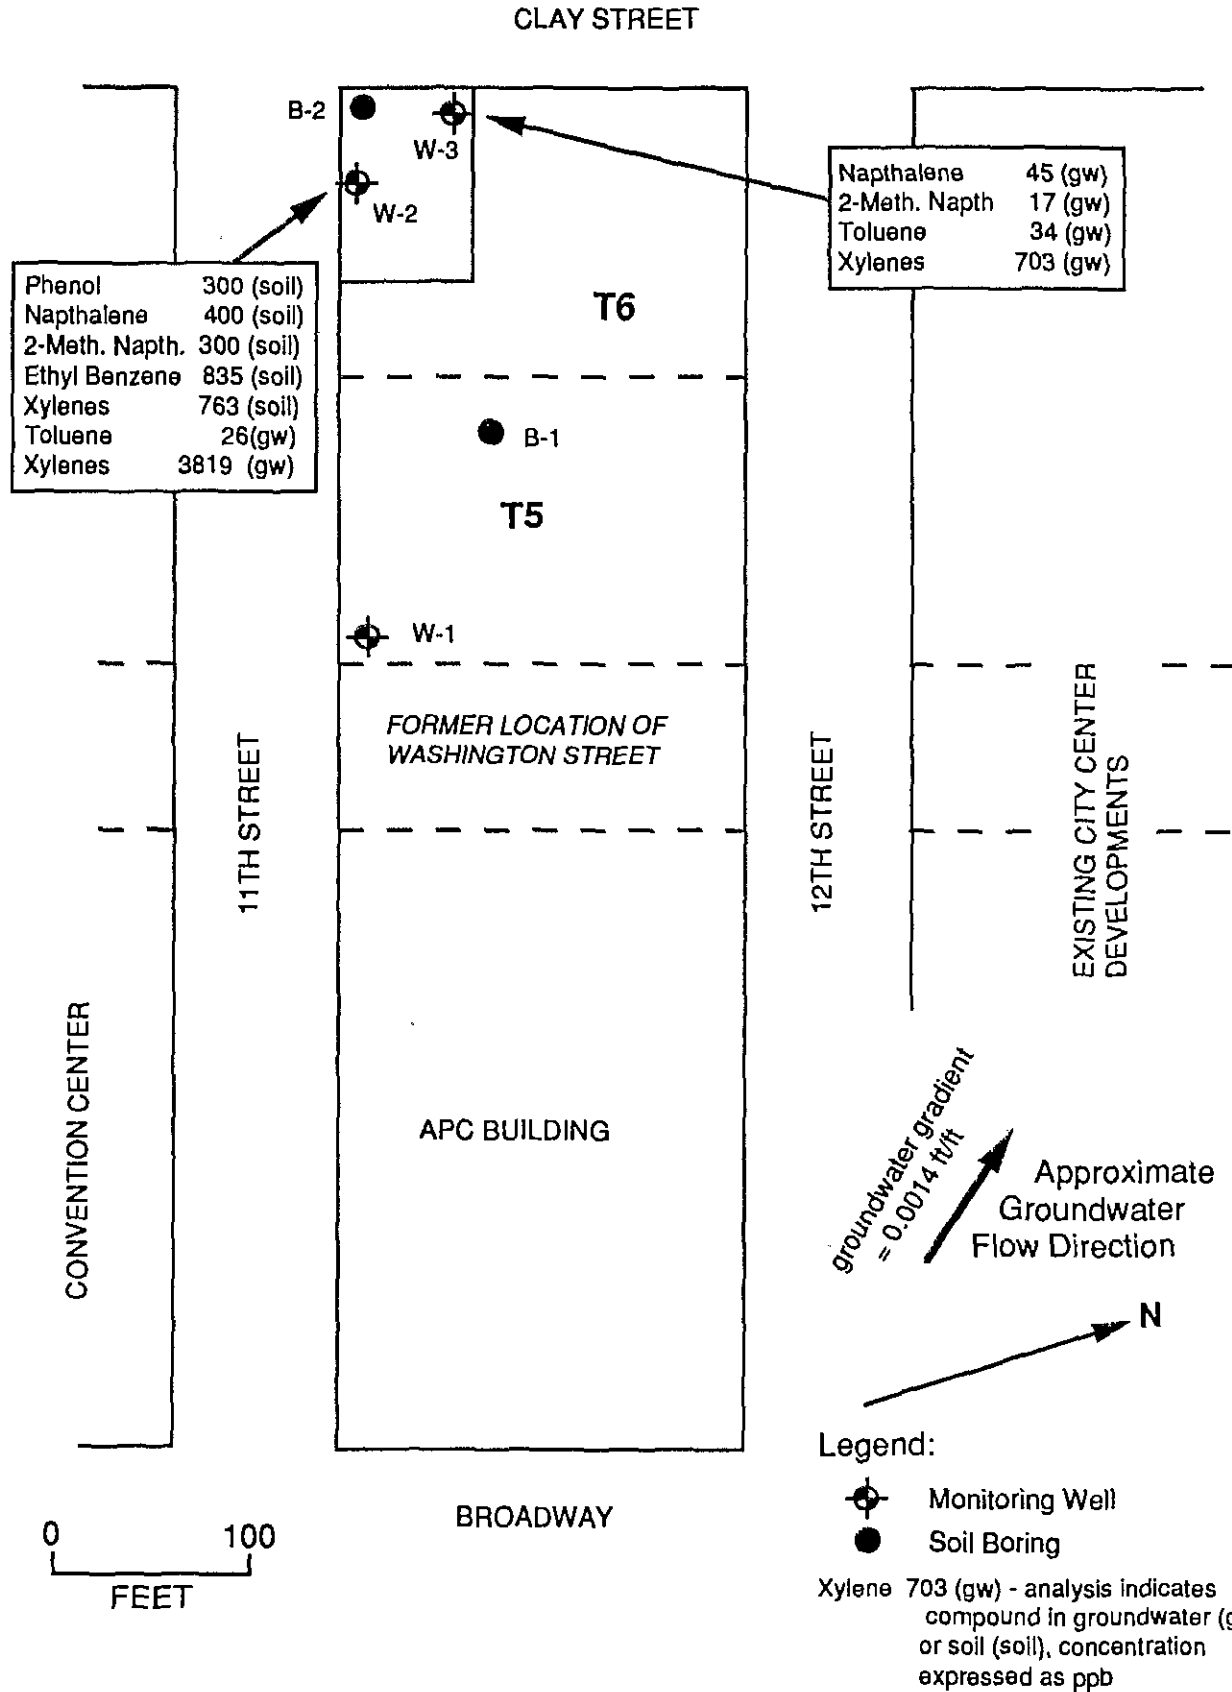 CLAY STREET
B-2
W-3
W-2
Napthalene 45 (gw)
2-Meth. Napth 17 (gw)
Toluene 34 (gw)
Xylenes 703 (gw)
Phenol 300 (soil)
Napthalene 400 (soil)
2-Meth. Napth. 300 (soil)
Ethyl Benzene 835 (soil)
Xylenes 763 (soil)
Toluene 26(gw)
Xylenes 3819 (gw)
T6
B-1
T5
W-1
FORMER LOCATION OF
WASHINGTON STREET
11TH STREET
12TH STREET
EXISTING CITY CENTER
DEVELOPMENTS
CONVENTION CENTER
APC BUILDING
groundwater gradient
= 0.0014 ft/ft
Approximate
Groundwater
Flow Direction
N
Legend:
Monitoring Well
Soil Boring
BROADWAY
0 100
FEET
Xylene 703 (gw) - analysis indicates
compound in groundwater (g
or soil (soil), concentration
expressed as ppb